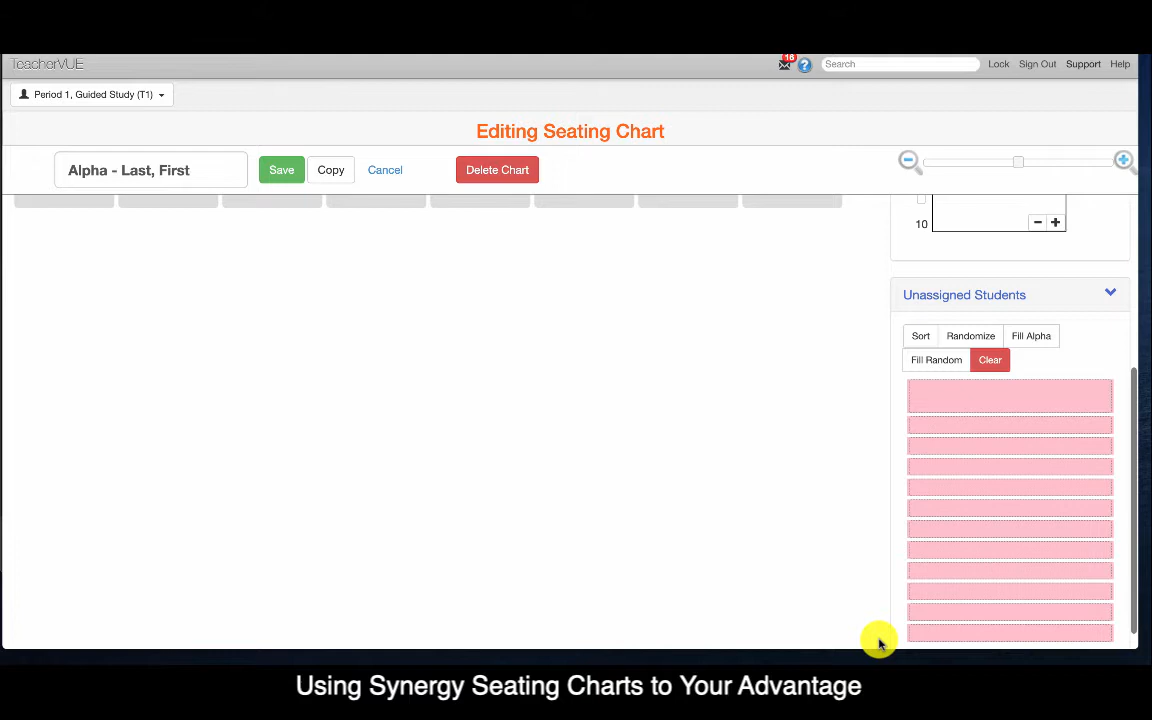 TeacherVUE
16
?
Search
Lock
Sign Out
Support
Help
Period 1, Guided Study (T1)
Editing Seating Chart
Alpha - Last, First
Save
Copy
Cancel
Delete Chart
10
Unassigned Students
Sort
Randomize
Fill Alpha
Fill Random
Clear
Using Synergy Seating Charts to Your Advantage